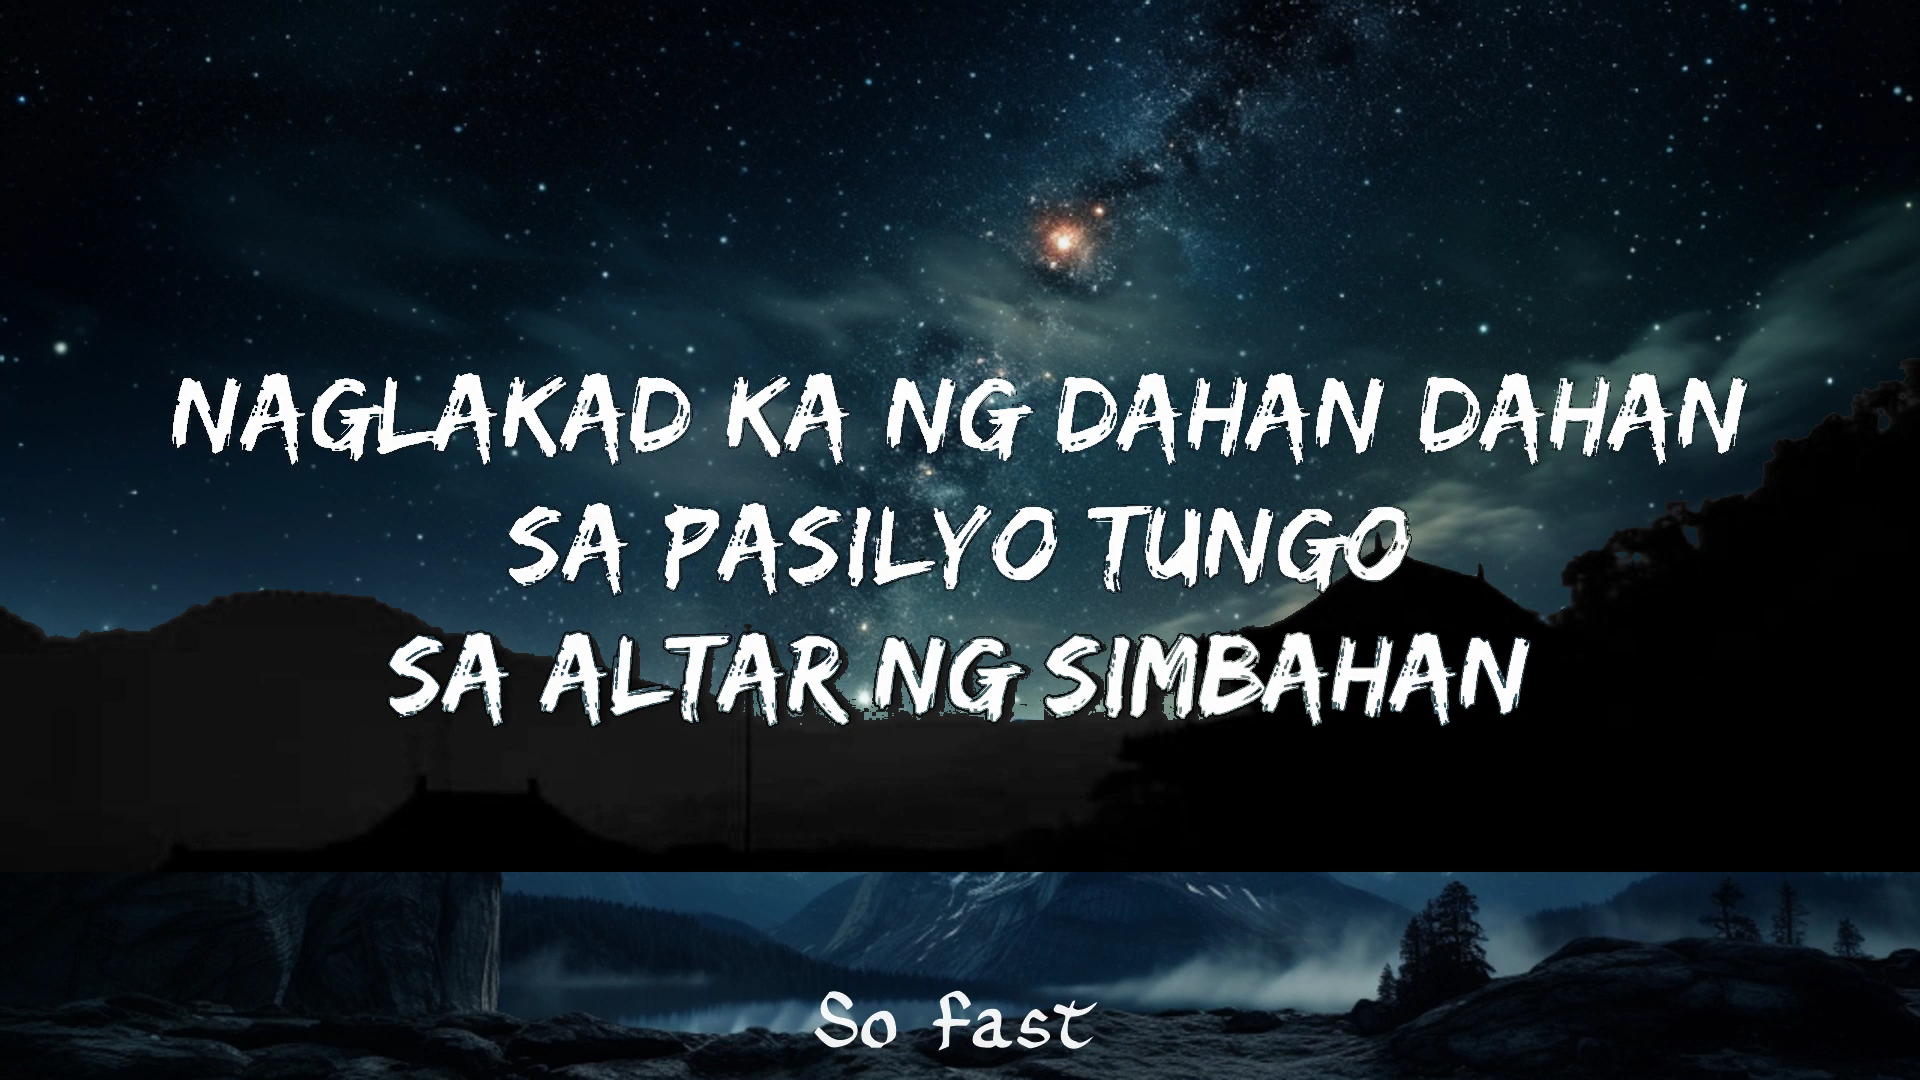 NAGLAKAD KA NG DAHAN DAHAN
SA PASILYO TUNGO
SA ALTAR NG SIMBAHAN
So fast